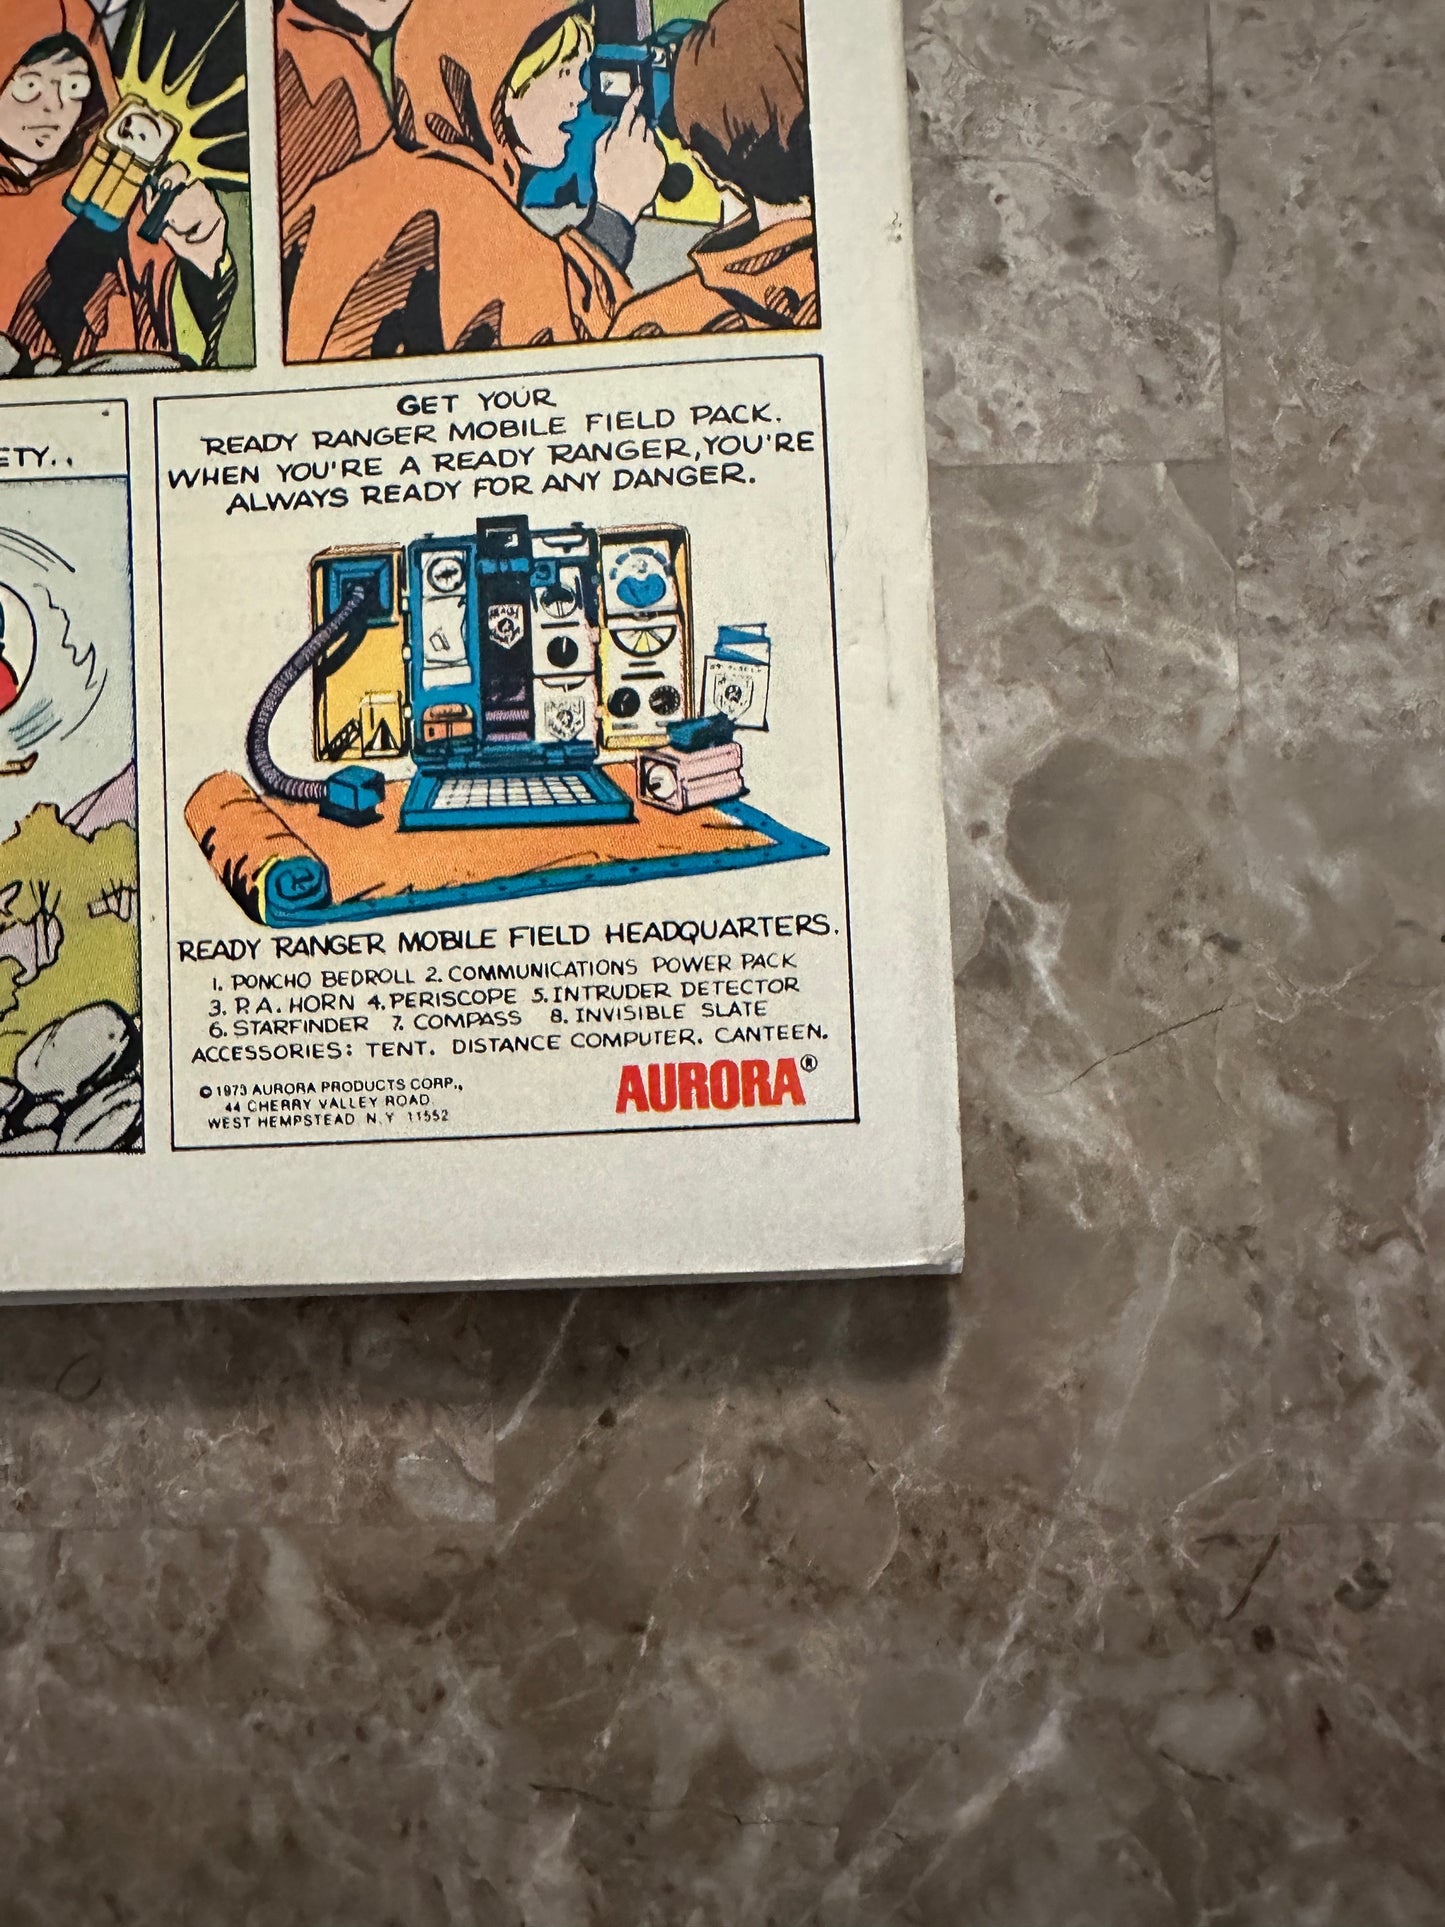 ETY..
GET YOUR
READY RANGER MOBILE FIELD PACK.
WHEN YOU'RE A READY RANGER, YOU'RE
ALWAYS READY FOR ANY DANGER.
READY RANGER MOBILE FIELD HEADQUARTERS.
1. PONCHO BEDROLL 2. COMMUNICATIONS POWER PACK
3. P.A. HORN 4. PERISCOPE 5. INTRUDER DETECTOR
6. STARFINDER 7. COMPASS 8. INVISIBLE SLATE
ACCESSORIES: TENT. DISTANCE COMPUTER. CANTEEN.
© 1973 AURORA PRODUCTS CORP.,
44 CHERRY VALLEY ROAD
WEST HEMPSTEAD N.Y 11552
AURORA®